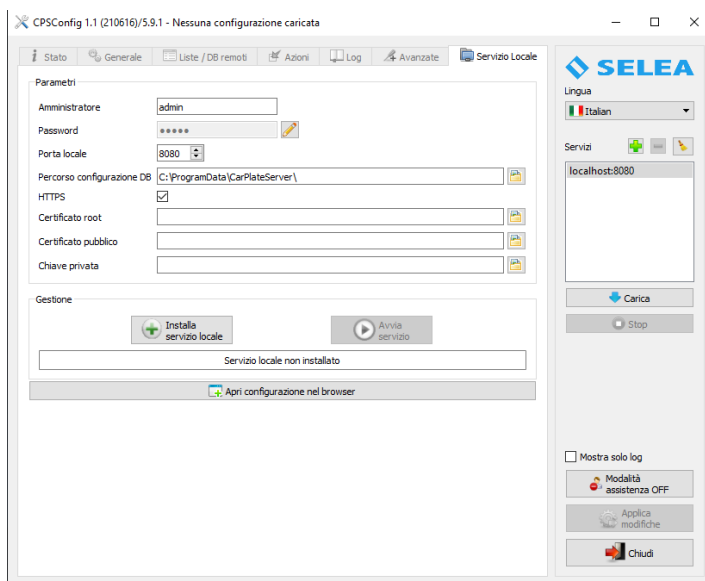 CPSConfig 1.1 (210616)/5.9.1 - Nessuna configurazione caricata
Stato Generale Liste / DB remoti Azioni Log Avanzate Servizio Locale
Parametri
Amministratore admin
Password •••••
Porta locale 8080
Percorso configurazione DB C:\ProgramData\CarPlateServer\
HTTPS
Certificato root
Certificato pubblico
Chiave privata
Gestione
Installa
servizio locale
Avvia
servizio
Servizio locale non installato
Apri configurazione nel browser
SELEA
Lingua
Italian
Servizi
localhost:8080
Carica
Stop
Mostra solo log
Modalità
assistenza OFF
Applica
modifiche
Chiudi